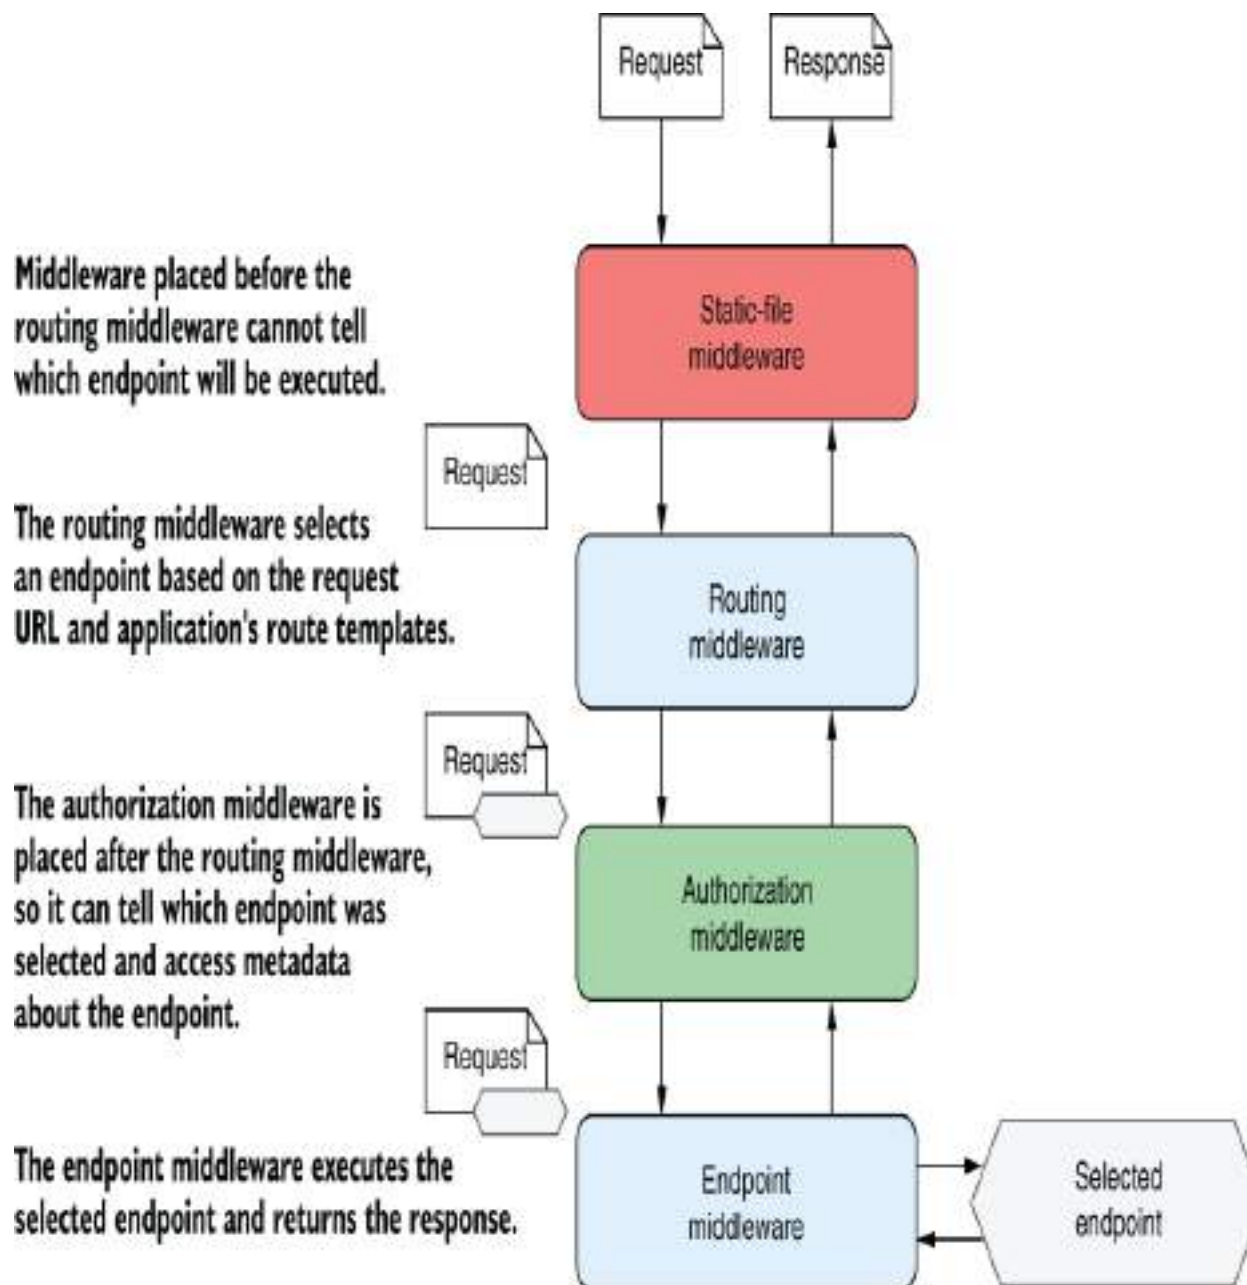 Request
Response
Middleware placed before the
routing middleware cannot tell
which endpoint will be executed.
Static-file
middleware
Request
The routing middleware selects
an endpoint based on the request
URL and application's route templates.
Routing
middleware
Request
The authorization middleware is
placed after the routing middleware,
so it can tell which endpoint was
selected and access metadata
about the endpoint.
Authorization
middleware
Request
The endpoint middleware executes the
selected endpoint and returns the response.
Endpoint
middleware
Selected
endpoint